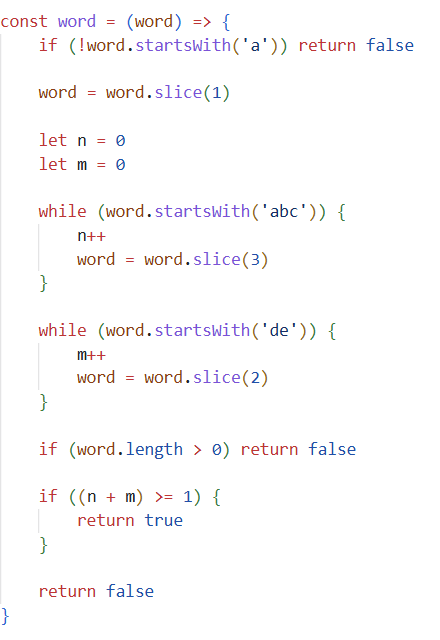 const word = (word) => {
if (!word.startsWith('a')) return false
word = word.slice(1)
let n = 0
let m = 0
while (word.startsWith('abc')) {
n++
word = word.slice(3)
}
while (word.startsWith('de')) {
m++
word = word.slice(2)
}
if (word.length > 0) return false
if ((n + m) >= 1) {
return true
}
return false
}